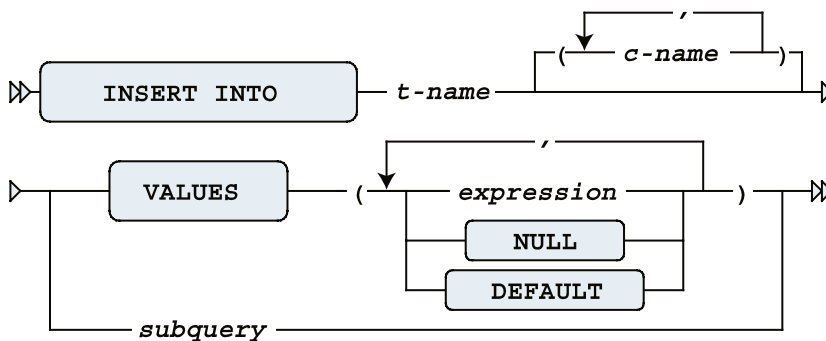 ,
( c-name )
INSERT INTO t-name
,
VALUES ( expression )
NULL
DEFAULT
subquery